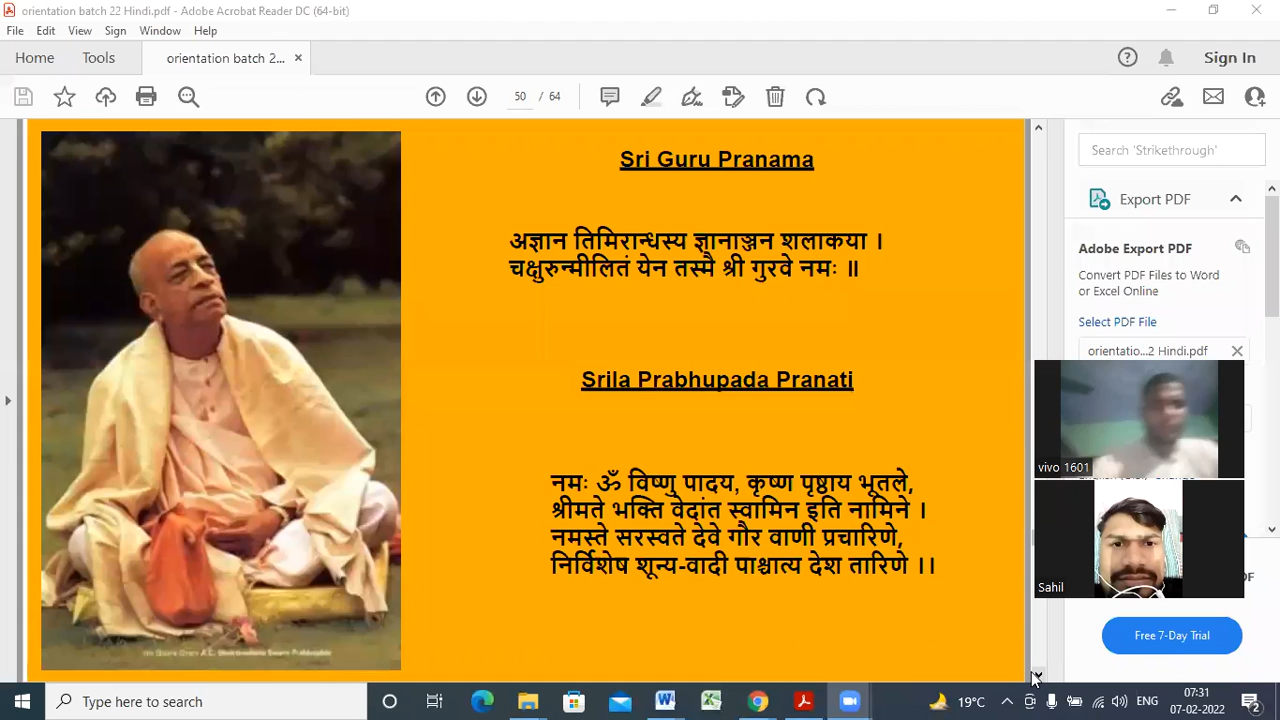 orientation batch 22 Hindi.pdf - Adobe Acrobat Reader DC (64-bit)
File Edit View Sign Window Help
Home Tools orientation batch 2... Sign In
50 / 64
Sri Guru Pranama
अज्ञान तिमिरान्धस्य ज्ञानाञ्जन शलाकया ।
चक्षुरुन्मीलितं येन तस्मै श्री गुरवे नमः ॥
Srila Prabhupada Pranati
नमः ॐ विष्णु पादय, कृष्ण पृष्ठाय भूतले,
श्रीमते भक्ति वेदांत स्वामिन इति नामिने ।
नमस्ते सरस्वते देवे गौर वाणी प्रचारिणे,
निर्विशेष शून्य-वादी पाश्चात्य देश तारिणे ।।
Search 'Strikethrough'
Export PDF
Adobe Export PDF
Convert PDF Files to Word
or Excel Online
Select PDF File
orientatio...2 Hindi.pdf
vivo 1601
Sahil
Free 7-Day Trial
Type here to search
19°C
ENG
07:31
07-02-2022
2